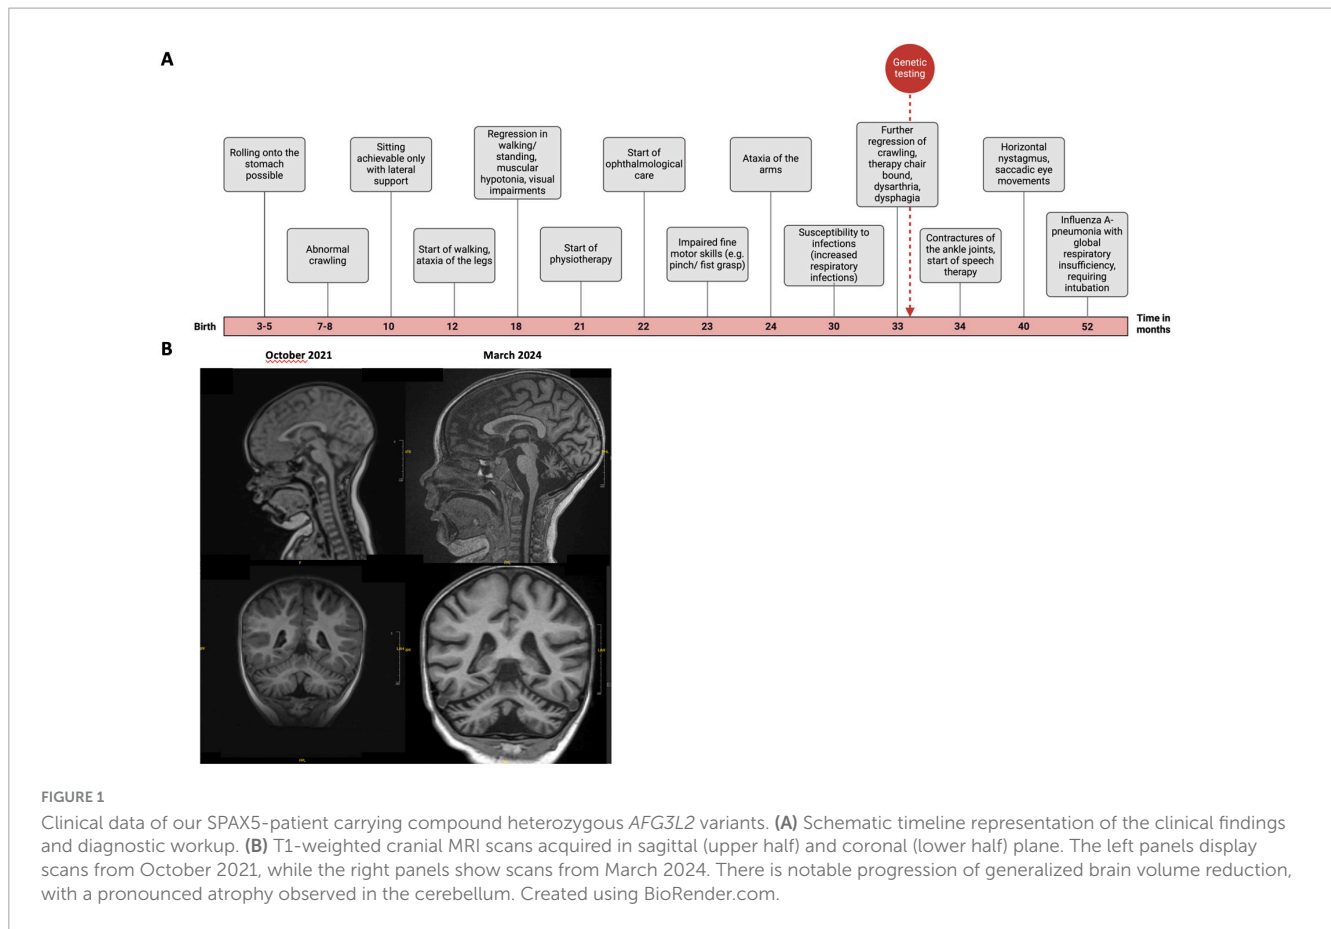 A
Genetic
testing
Rolling onto the
stomach
possible
Sitting
achievable only
with lateral
support
Regression in
walking/
standing,
muscular
hypotonia, visual
impairments
Start of
ophthalmological
care
Ataxia of the
arms
Further
regression of
crawling,
therapy chair
bound,
dysarthria,
dysphagia
Horizontal
nystagmus,
saccadic eye
movements
Abnormal
crawling
Start of walking,
ataxia of the legs
Start of
physiotherapy
Impaired fine
motor skills (e.g.
pinch/ fist grasp)
Susceptibility to
infections
(increased
respiratory
infections)
Contractures of
the ankle joints,
start of speech
therapy
Influenza A-
pneumonia with
global
respiratory
insufficiency,
requiring
intubation
Birth 3-5 7-8 10 12 18 21 22 23 24 30 33 34 40 52 Time in
months
B
October 2021 March 2024
FIGURE 1
Clinical data of our SPAX5-patient carrying compound heterozygous AFG3L2 variants. (A) Schematic timeline representation of the clinical findings
and diagnostic workup. (B) T1-weighted cranial MRI scans acquired in sagittal (upper half) and coronal (lower half) plane. The left panels display
scans from October 2021, while the right panels show scans from March 2024. There is notable progression of generalized brain volume reduction,
with a pronounced atrophy observed in the cerebellum. Created using BioRender.com.